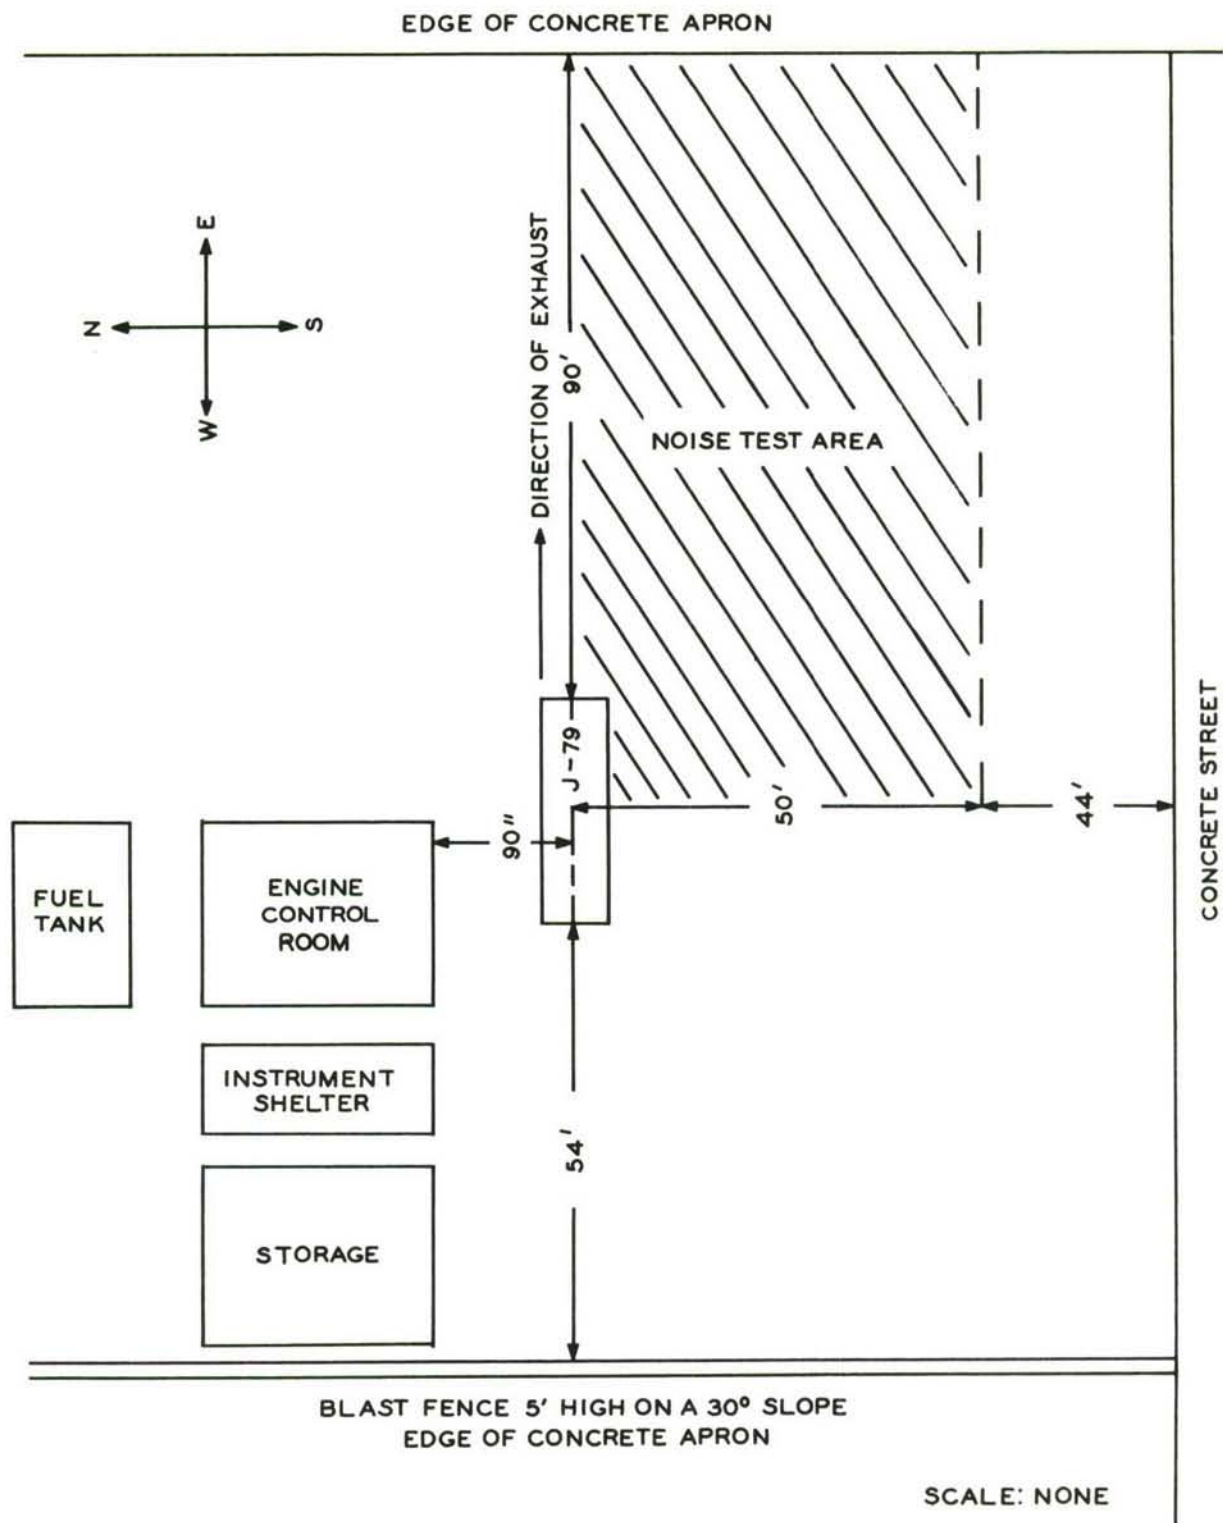 EDGE OF CONCRETE APRON
E
N
S
W
DIRECTION OF EXHAUST
90'
NOISE TEST AREA
J-79
50'
44'
90"
CONCRETE STREET
FUEL
TANK
ENGINE
CONTROL
ROOM
INSTRUMENT
SHELTER
54'
STORAGE
BLAST FENCE 5' HIGH ON A 30° SLOPE
EDGE OF CONCRETE APRON
SCALE: NONE